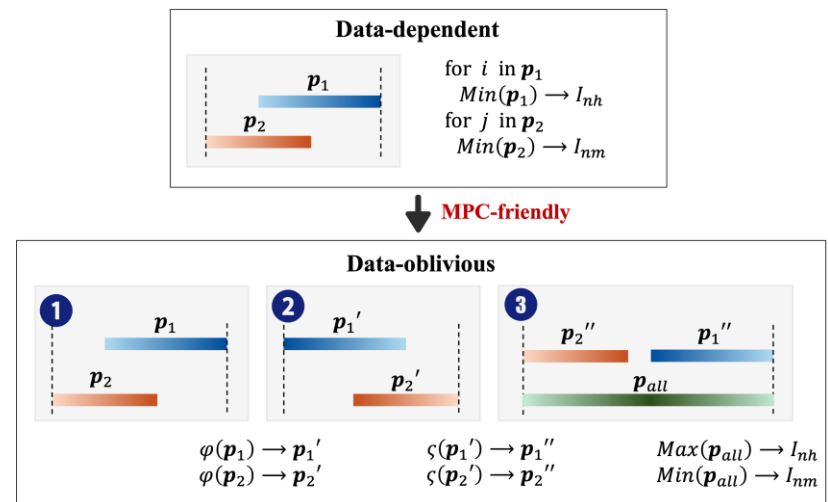 Data-dependent
p₁
p₂
for i in p₁
Min(p₁) → Iₙₕ
for j in p₂
Min(p₂) → Iₙₘ
MPC-friendly
Data-oblivious
1
p₁
p₂
2
p₁′
p₂′
3
p₂′′
p₁′′
pₐₗₗ
φ(p₁) → p₁′
φ(p₂) → p₂′
ς(p₁′) → p₁′′
ς(p₂′) → p₂′′
Max(pₐₗₗ) → Iₙₕ
Min(pₐₗₗ) → Iₙₘ